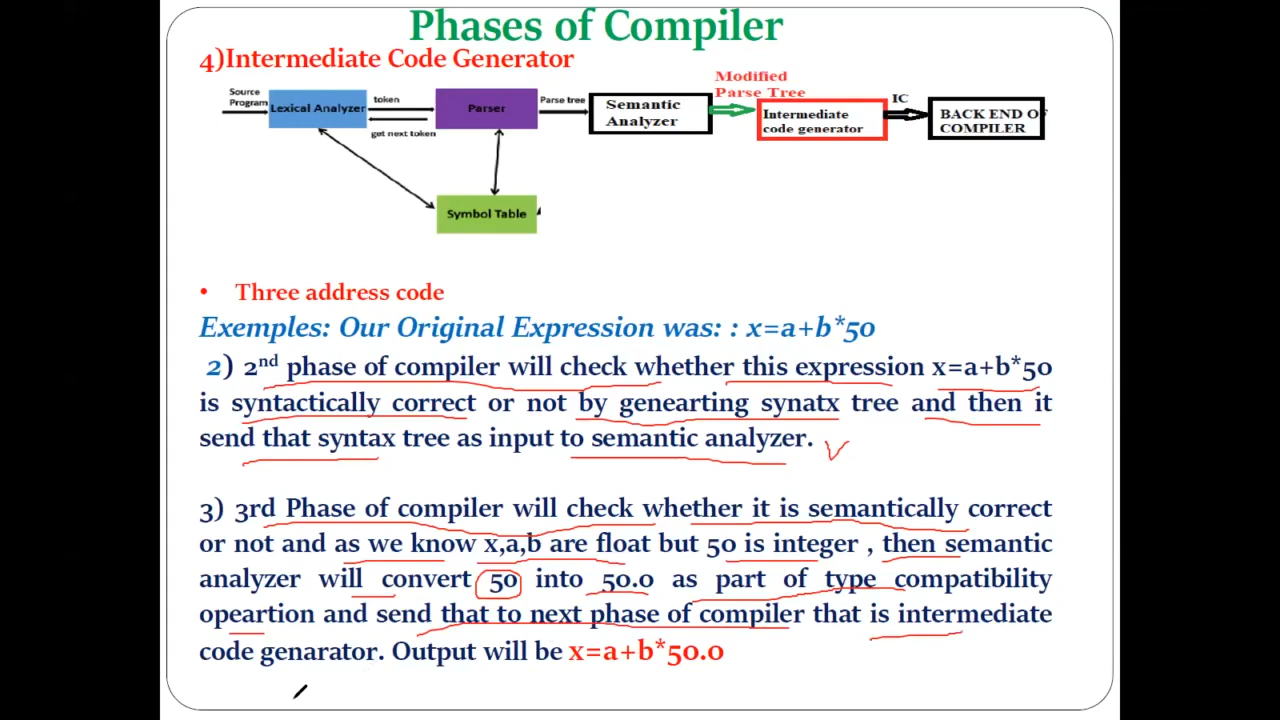 Phases of Compiler
4)Intermediate Code Generator
Source
Program
Lexical Analyzer
token
get next token
Parser
Parse tree
Semantic
Analyzer
Modified
Parse Tree
Intermediate
code generator
IC
BACK END OF
COMPILER
Symbol Table
• Three address code
Exemples: Our Original Expression was: : x=a+b*50
2) 2nd phase of compiler will check whether this expression x=a+b*50
is syntactically correct or not by genearting synatx tree and then it
send that syntax tree as input to semantic analyzer.
3) 3rd Phase of compiler will check whether it is semantically correct
or not and as we know x,a,b are float but 50 is integer , then semantic
analyzer will convert 50 into 50.0 as part of type compatibility
opeartion and send that to next phase of compiler that is intermediate
code genarator. Output will be x=a+b*50.0